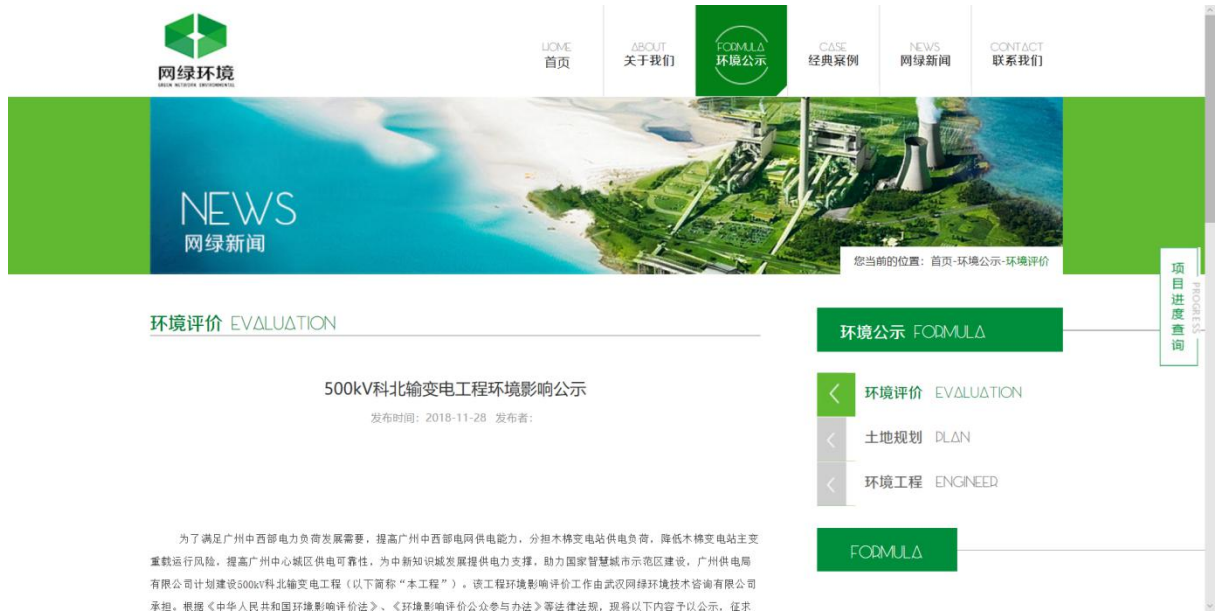 网绿环境
GREEN NETWORK ENVIRONMENTAL
HOME
首页
ABOUT
关于我们
FORMULA
环境公示
CASE
经典案例
NEWS
网绿新闻
CONTACT
联系我们
NEWS
网绿新闻
您当前的位置：首页-环境公示-环境评价
项目进度查询
PROGRESS
环境评价 EVALUATION
500kV科北输变电工程环境影响公示
发布时间：2018-11-28 发布者：
为了满足广州中西部电力负荷发展需要，提高广州中西部电网供电能力，分担木棉变电站供电负荷，降低木棉变电站主变
重载运行风险，提高广州中心城区供电可靠性，为中新知识城发展提供电力支撑，助力国家智慧城市示范区建设，广州供电局
有限公司计划建设500kV科北输变电工程（以下简称“本工程”）。该工程环境影响评价工作由武汉网绿环境技术咨询有限公司
承担。根据《中华人民共和国环境影响评价法》、《环境影响评价公众参与办法》等法律法规，现将以下内容予以公示，征求
环境公示 FORMULA
环境评价 EVALUATION
土地规划 PLAN
环境工程 ENGINEER
FORMULA